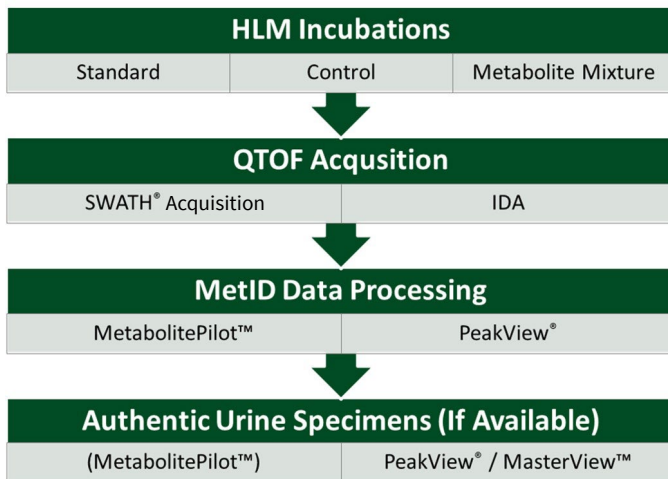 HLM Incubations
Standard Control Metabolite Mixture
QTOF Acqusition
SWATH® Acquisition IDA
MetID Data Processing
MetabolitePilot™ PeakView®
Authentic Urine Specimens (If Available)
(MetabolitePilot™) PeakView® / MasterView™